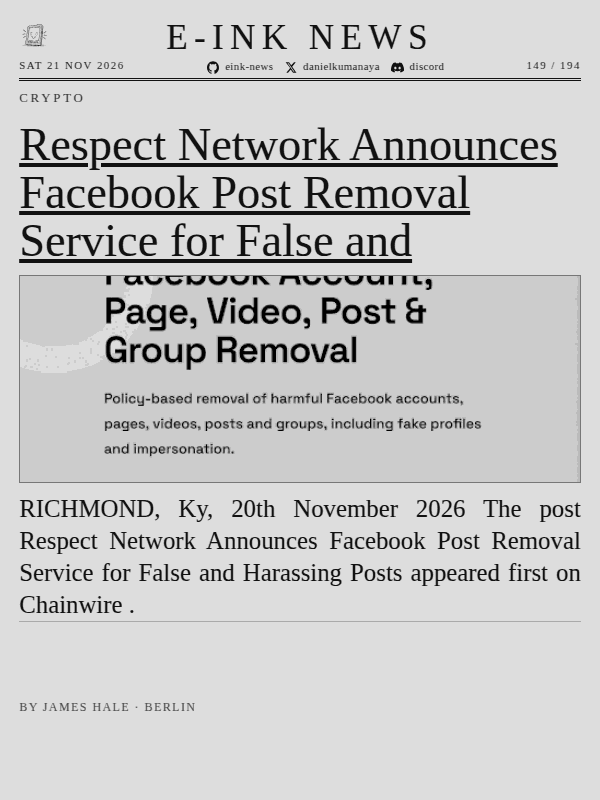 E-INK NEWS
SAT 21 NOV 2026
eink-news
danielkumanaya
discord
149 / 194
CRYPTO
Respect Network Announces
Facebook Post Removal
Service for False and
Facebook Account,
Page, Video, Post &
Group Removal
Policy-based removal of harmful Facebook accounts,
pages, videos, posts and groups, including fake profiles
and impersonation.
RICHMOND, Ky, 20th November 2026 The post
Respect Network Announces Facebook Post Removal
Service for False and Harassing Posts appeared first on
Chainwire .
BY JAMES HALE · BERLIN